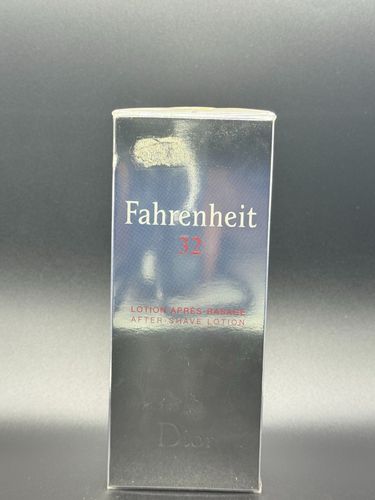 Fahrenheit
32
LOTION APRÈS-RASAGE
AFTER-SHAVE LOTION
Dior